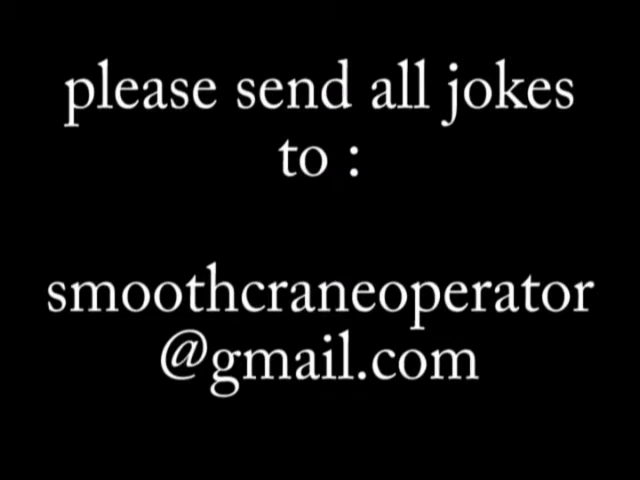 please send all jokes
to :
smoothcraneoperator
@gmail.com